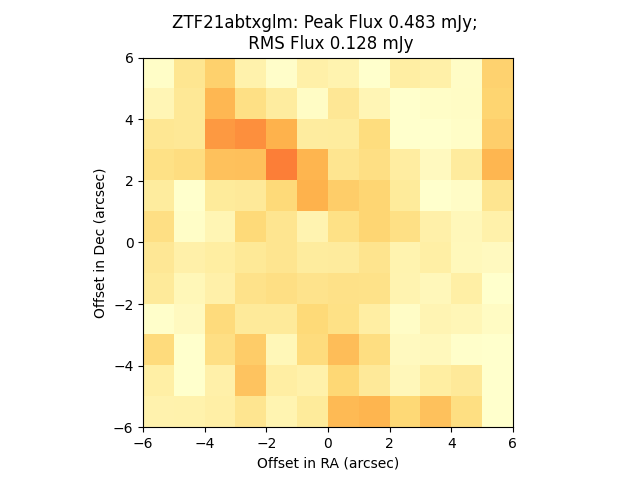 ZTF21abtxglm: Peak Flux 0.483 mJy;
RMS Flux 0.128 mJy
6
4
2
0
−2
−4
−6
Offset in Dec (arcsec)
−6 −4 −2 0 2 4 6
Offset in RA (arcsec)